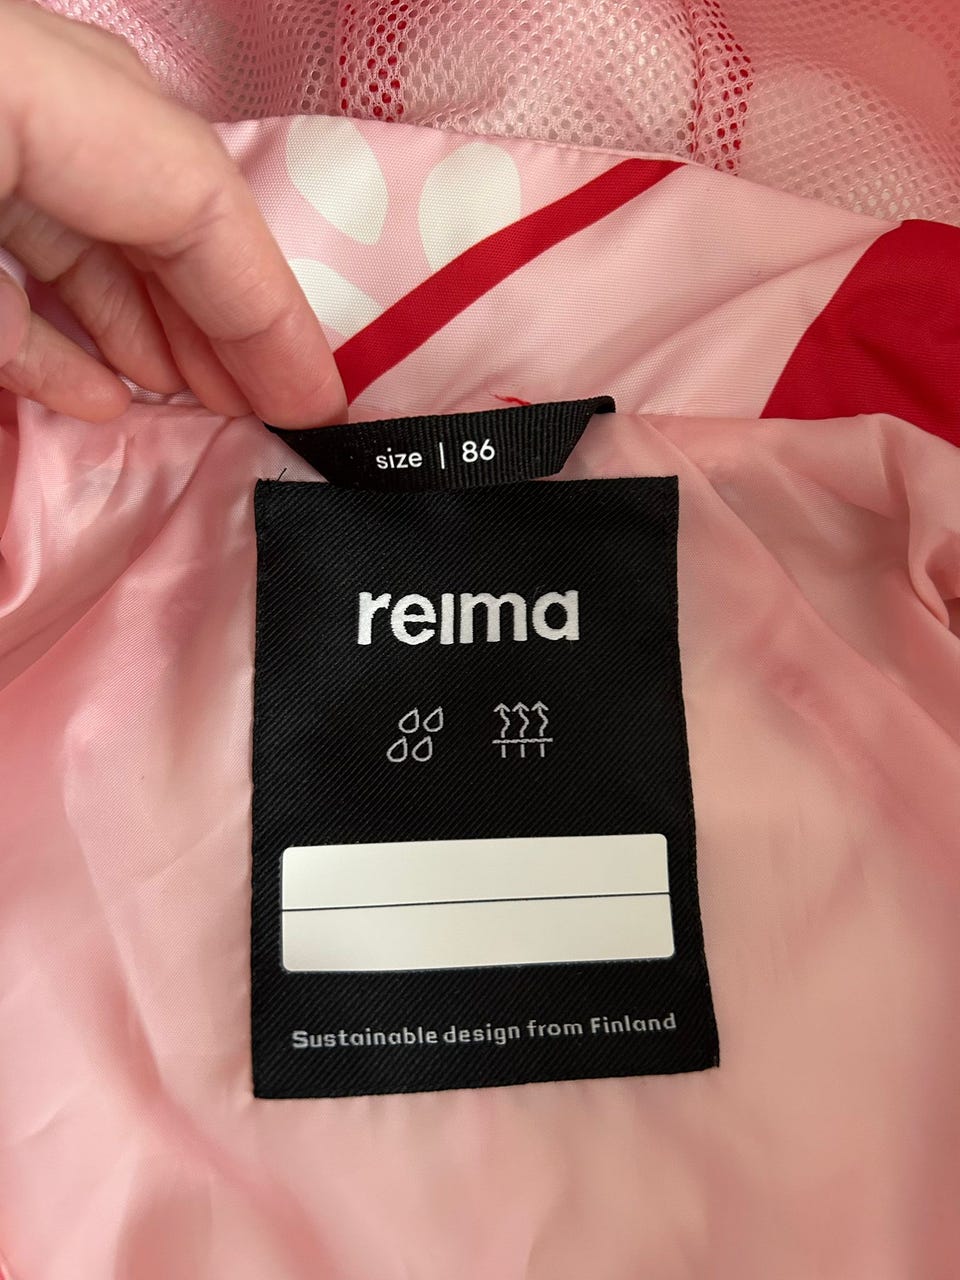 size | 86
reima
Sustainable design from Finland